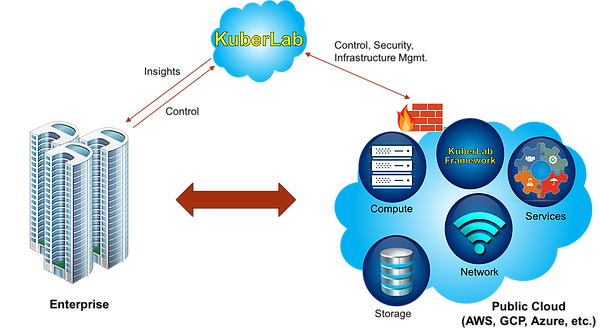 KuberLab
Control, Security,
Infrastructure Mgmt.
Insights
Control
KuberLab
Framework
Compute
Services
Network
Storage
Enterprise
Public Cloud
(AWS, GCP, Azure, etc.)